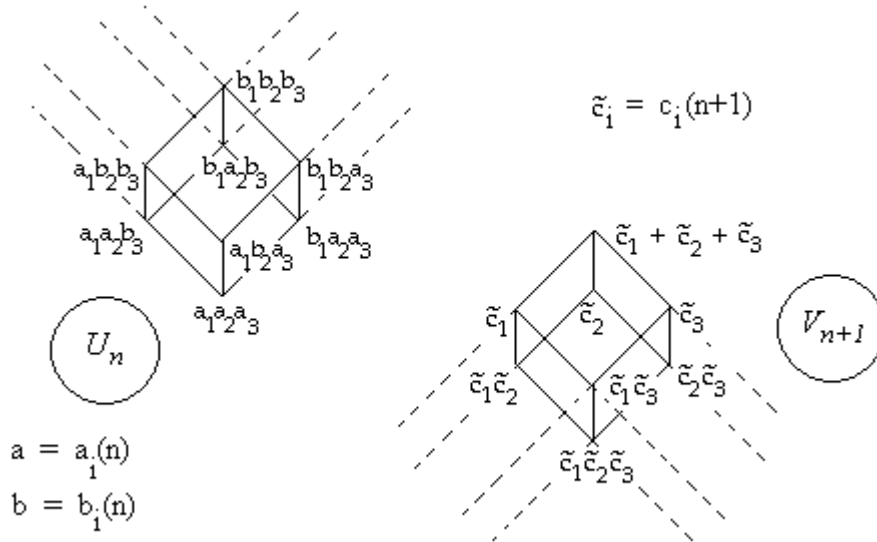 b₁b₂b₃
c̃ᵢ = cᵢ(n+1)
a₁b₂b₃
b₁a₂b₃
b₁b₂a₃
a₁a₂b₃
a₁b₂a₃
b₁a₂a₃
c̃₁ + c̃₂ + c̃₃
a₁a₂a₃
c̃₁
c̃₂
c̃₃
Uₙ
Vₙ₊₁
c̃₁c̃₂
c̃₁c̃₃
c̃₂c̃₃
a = aᵢ(n)
c̃₁c̃₂c̃₃
b = bᵢ(n)